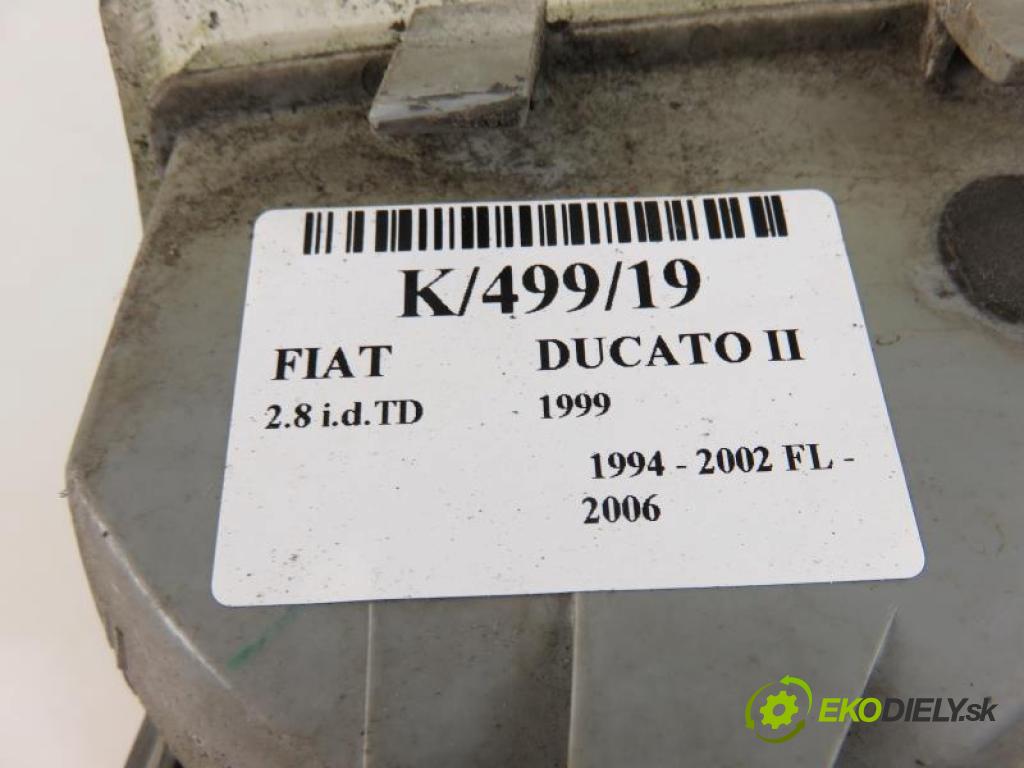 K/499/19
FIAT DUCATO II
2.8 i.d.TD 1999
1994 - 2002 FL -
2006
EKODIELY.sk